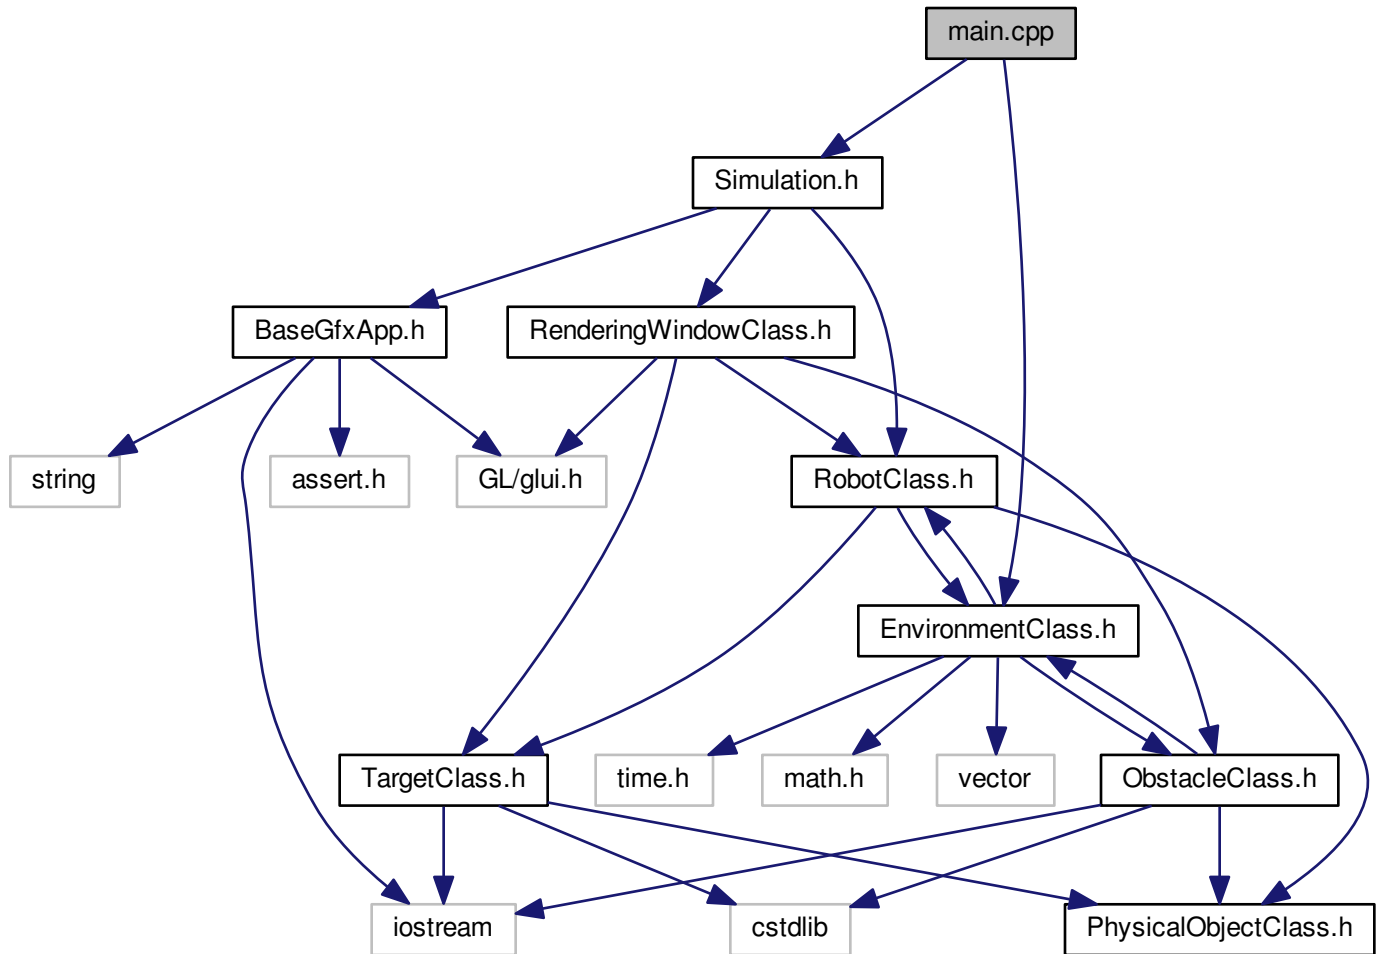 main.cpp
Simulation.h
BaseGfxApp.h
RenderingWindowClass.h
string
assert.h
GL/glui.h
RobotClass.h
EnvironmentClass.h
TargetClass.h
time.h
math.h
vector
ObstacleClass.h
iostream
cstdlib
PhysicalObjectClass.h